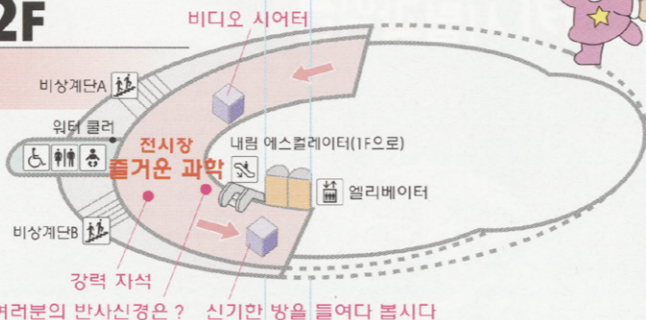 2F
비디오 시어터
비상계단A
워터 쿨러
전시장
즐거운 과학
내림 에스컬레이터(1F으로)
엘리베이터
비상계단B
강력 자석
여러분의 반사신경은?
신기한 방을 들여다 봅시다